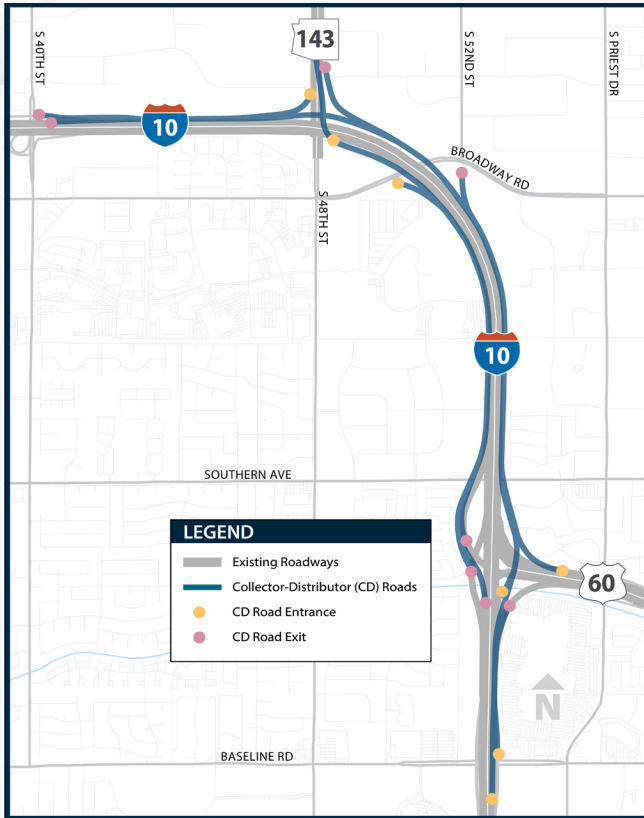 S 40TH ST
143
S 52ND ST
S PRIEST DR
10
BROADWAY RD
S 48TH ST
10
SOUTHERN AVE
LEGEND
Existing Roadways
Collector-Distributor (CD) Roads
CD Road Entrance
CD Road Exit
60
N
BASELINE RD